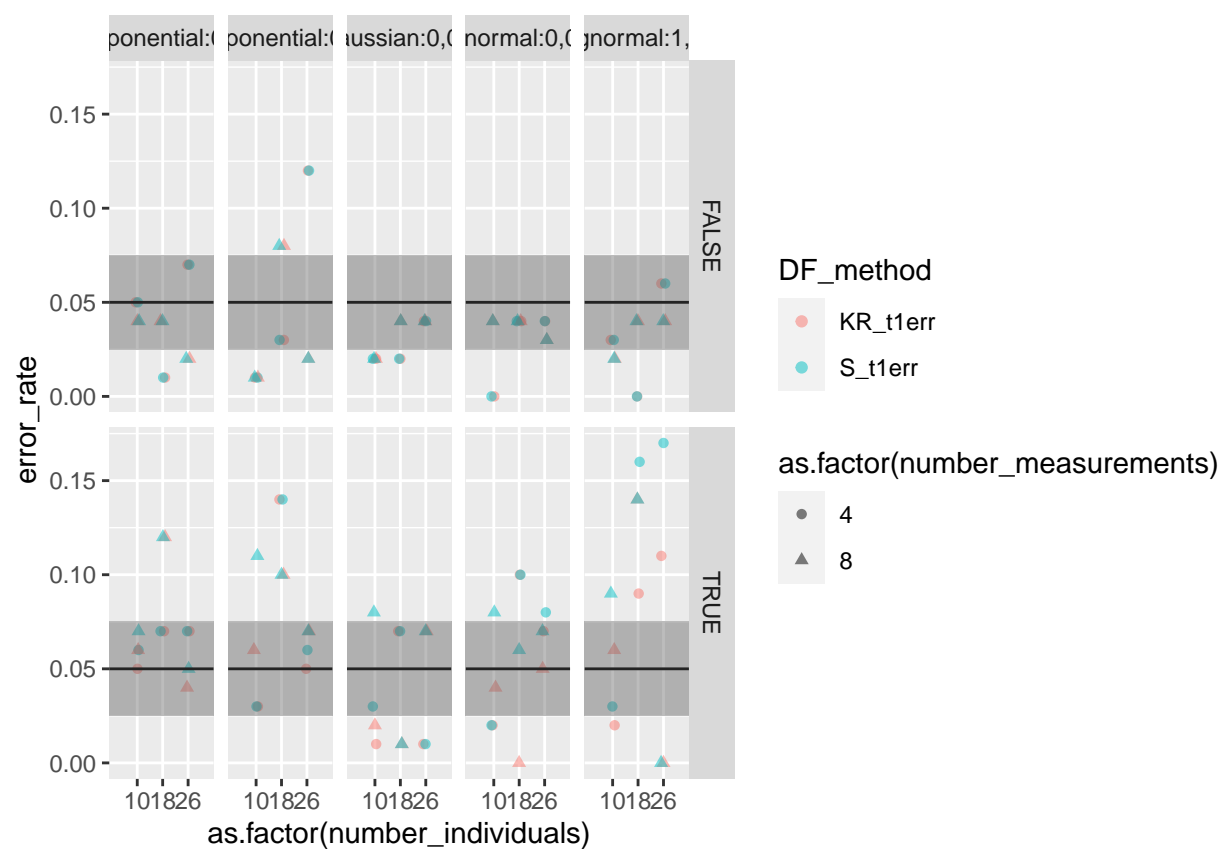 ponential:0 ponential:0 aussian:0,0 normal:0,0 gnormal:1,
0.15
0.10
0.05
0.00
FALSE
0.15
0.10
0.05
0.00
TRUE
error_rate
101826 101826 101826 101826 101826
as.factor(number_individuals)
DF_method
KR_t1err
S_t1err
as.factor(number_measurements)
4
8